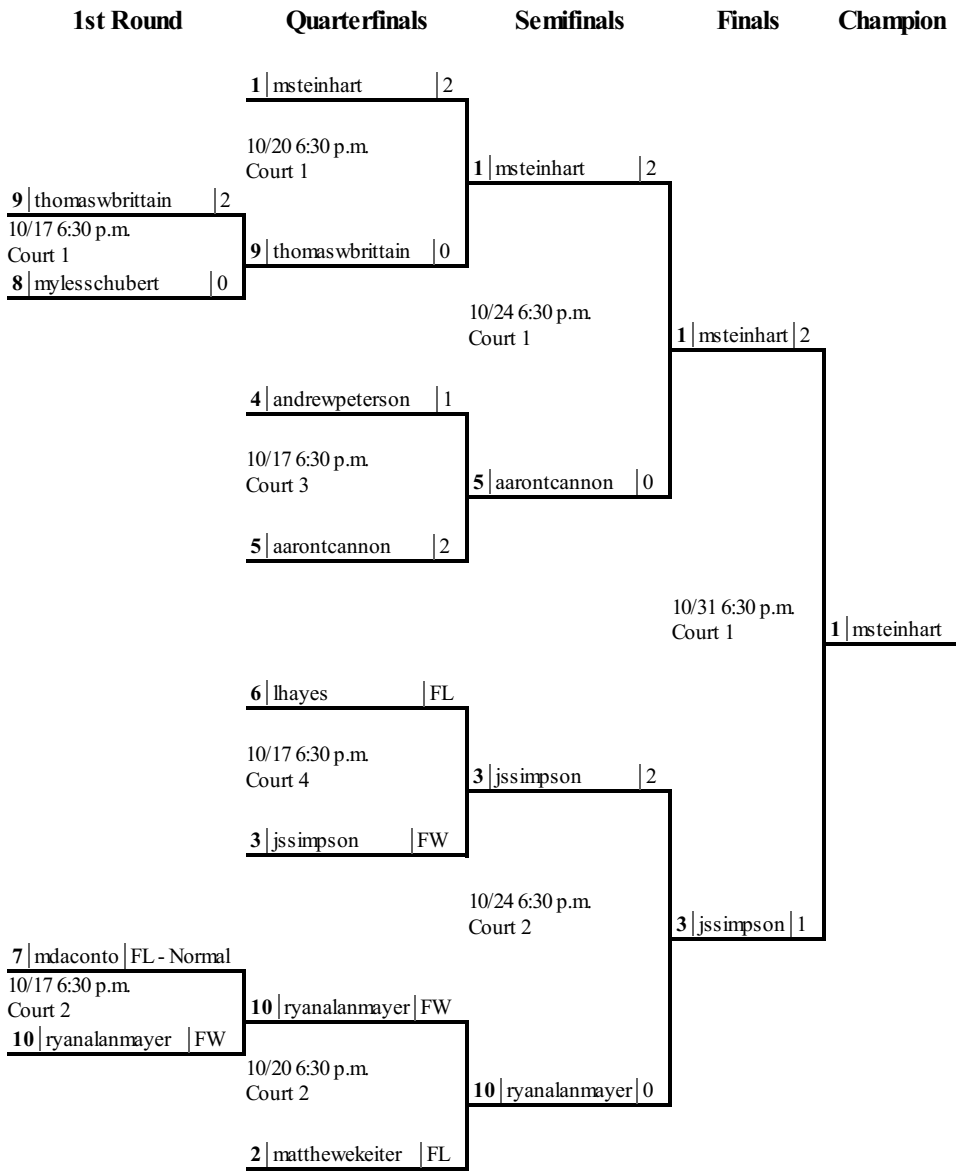 1st Round Quarterfinals Semifinals Finals Champion
1 msteinhart 2
10/20 6:30 p.m.
Court 1
1 msteinhart 2
9 thomaswbrittain 2
10/17 6:30 p.m.
Court 1
9 thomaswbrittain 0
8 mylesschubert 0
10/24 6:30 p.m.
Court 1
1 msteinhart 2
4 andrewpeterson 1
10/17 6:30 p.m.
Court 3
5 aarontcannon 0
5 aarontcannon 2
10/31 6:30 p.m.
Court 1
1 msteinhart
6 lhayes FL
10/17 6:30 p.m.
Court 4
3 jssimpson 2
3 jssimpson FW
10/24 6:30 p.m.
Court 2
3 jssimpson 1
7 mdaconto FL - Normal
10/17 6:30 p.m.
Court 2
10 ryanalanmayer FW
10 ryanalanmayer FW
10/20 6:30 p.m.
Court 2
10 ryanalanmayer 0
2 matthewekeiter FL